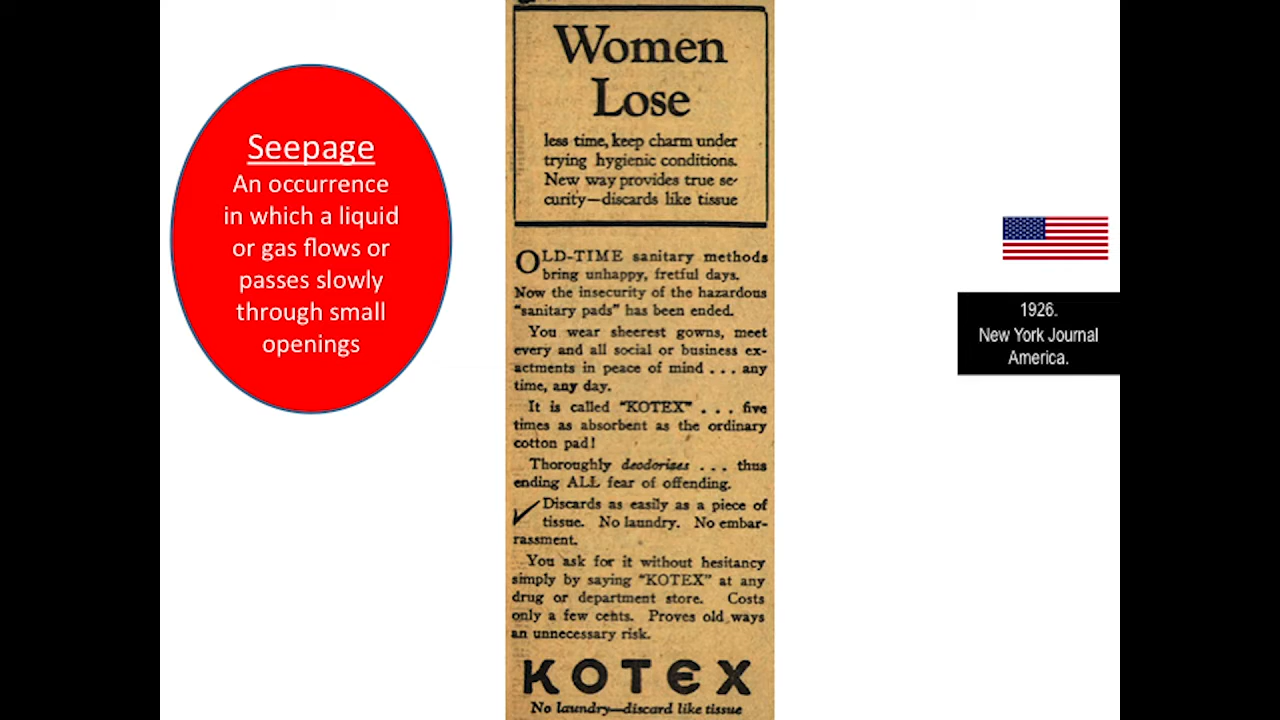 Seepage
An occurrence
in which a liquid
or gas flows or
passes slowly
through small
openings
Women
Lose
less time, keep charm under
trying hygienic conditions.
New way provides true se-
curity—discards like tissue
OLD-TIME sanitary methods
bring unhappy, fretful days.
Now the insecurity of the hazardous
"sanitary pads" has been ended.
You wear sheerest gowns, meet
every and all social or business ex-
actments in peace of mind . . . any
time, any day.
It is called "KOTEX" . . . five
times as absorbent as the ordinary
cotton pad!
Thoroughly deodorizes . . . thus
ending ALL fear of offending.
Discards as easily as a piece of
tissue. No laundry. No embar-
rassment.
You ask for it without hesitancy
simply by saying "KOTEX" at any
drug or department store. Costs
only a few cents. Proves old ways
an unnecessary risk.
KOTEX
No laundry—discard like tissue
1926.
New York Journal
America.